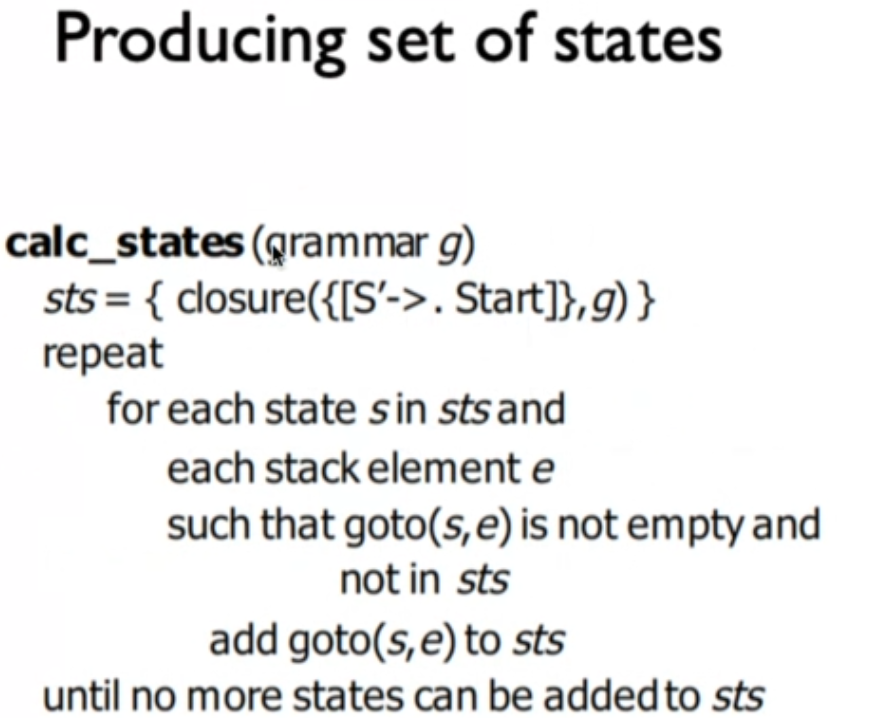 Producing set of states
calc_states (grammar g)
sts = { closure({[S′->. Start]},g) }
repeat
for each state s in sts and
each stack element e
such that goto(s,e) is not empty and
not in sts
add goto(s,e) to sts
until no more states can be added to sts